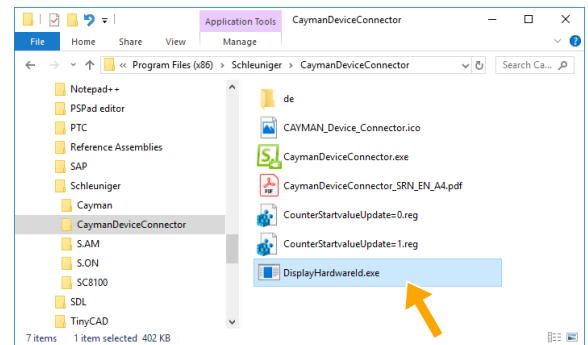 Application Tools
CaymanDeviceConnector
File
Home
Share
View
Manage
« Program Files (x86) › Schleuniger › CaymanDeviceConnector
Search Ca...
Notepad++
PSPad editor
PTC
Reference Assemblies
SAP
Schleuniger
Cayman
CaymanDeviceConnector
S.AM
S.ON
SC8100
SDL
TinyCAD
de
CAYMAN_Device_Connector.ico
CaymanDeviceConnector.exe
CaymanDeviceConnector_SRN_EN_A4.pdf
CounterStartvalueUpdate=0.reg
CounterStartvalueUpdate=1.reg
DisplayHardwareId.exe
7 items
1 item selected 402 KB